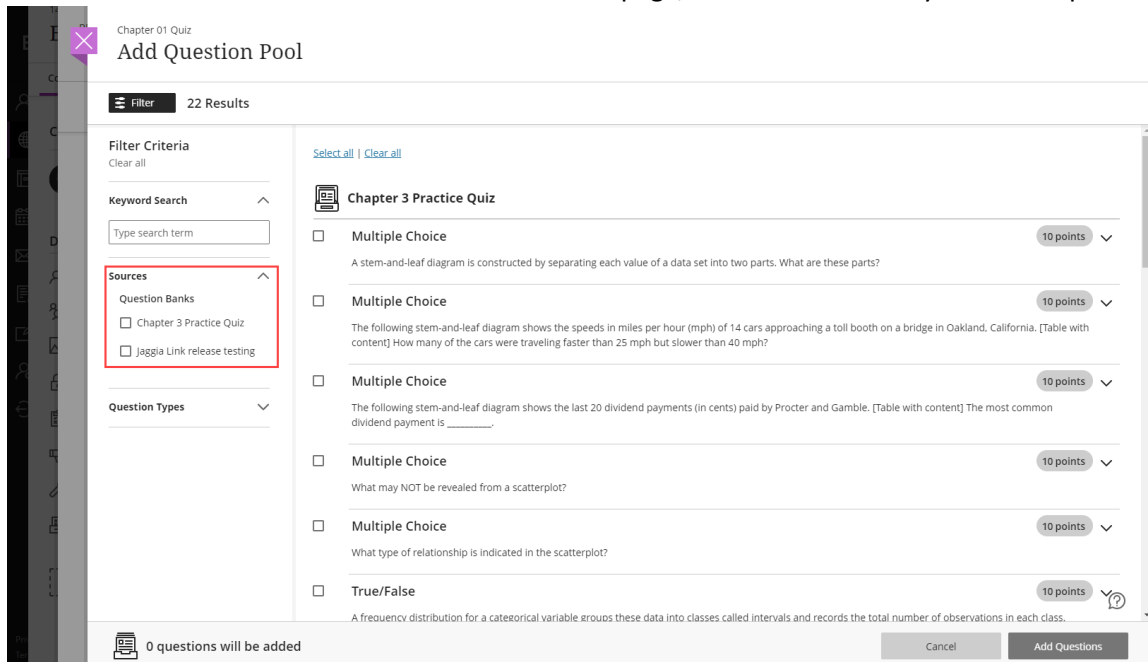 Chapter 01 Quiz
Add Question Pool
Filter
22 Results
Filter Criteria
Clear all
Keyword Search
Type search term
Sources
Question Banks
Chapter 3 Practice Quiz
Jaggia Link release testing
Question Types
Select all | Clear all
Chapter 3 Practice Quiz
Multiple Choice
10 points
A stem-and-leaf diagram is constructed by separating each value of a data set into two parts. What are these parts?
Multiple Choice
10 points
The following stem-and-leaf diagram shows the speeds in miles per hour (mph) of 14 cars approaching a toll booth on a bridge in Oakland, California. [Table with
content] How many of the cars were traveling faster than 25 mph but slower than 40 mph?
Multiple Choice
10 points
The following stem-and-leaf diagram shows the last 20 dividend payments (in cents) paid by Procter and Gamble. [Table with content] The most common
dividend payment is __________.
Multiple Choice
10 points
What may NOT be revealed from a scatterplot?
Multiple Choice
10 points
What type of relationship is indicated in the scatterplot?
True/False
10 points
A frequency distribution for a categorical variable groups these data into classes called intervals and records the total number of observations in each class.
0 questions will be added
Cancel
Add Questions